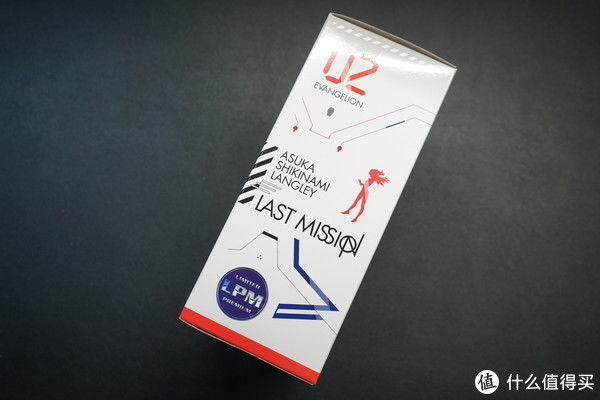 02
EVANGELION
ASUKA
SHIKINAMI
LANGLEY
LAST MISSION
LIMITED
LPM
PREMIUM
值 什么值得买